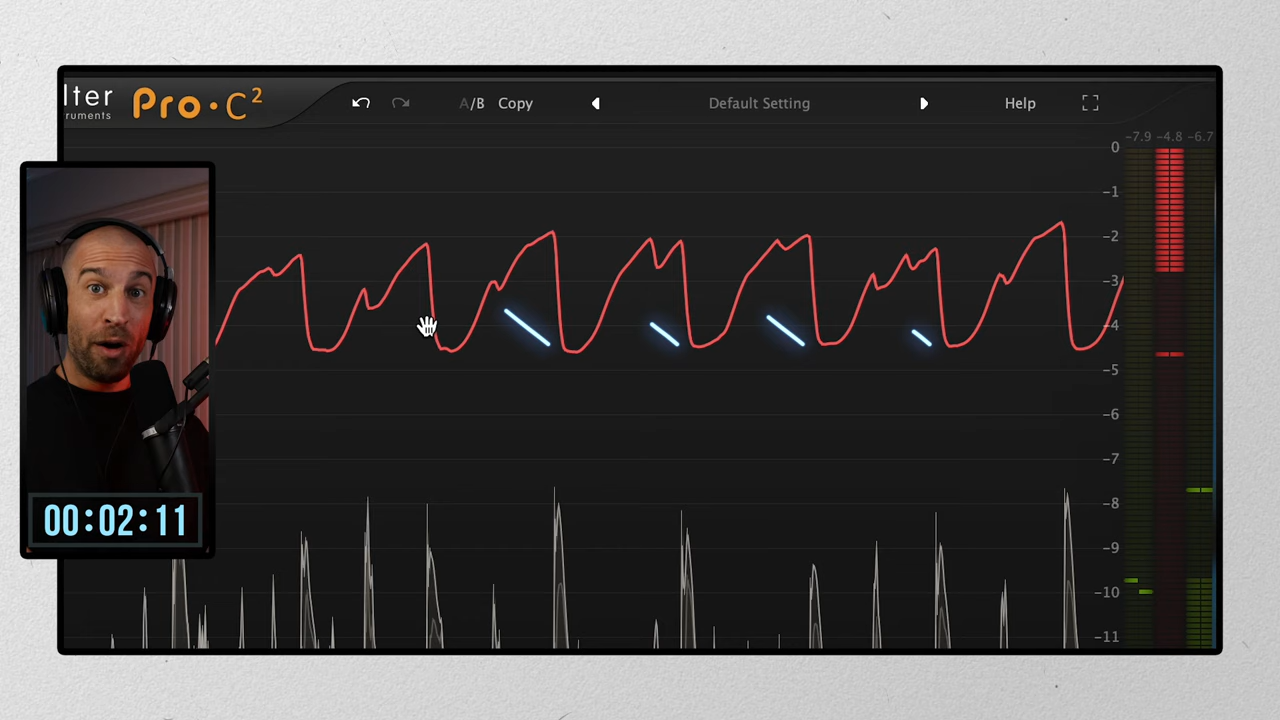 lter
ruments
Pro·C²
A/B Copy
Default Setting
Help
-7.9 -4.8 -6.7
0
-1
-2
-3
-4
-5
-6
-7
-8
-9
-10
-11
00:02:11